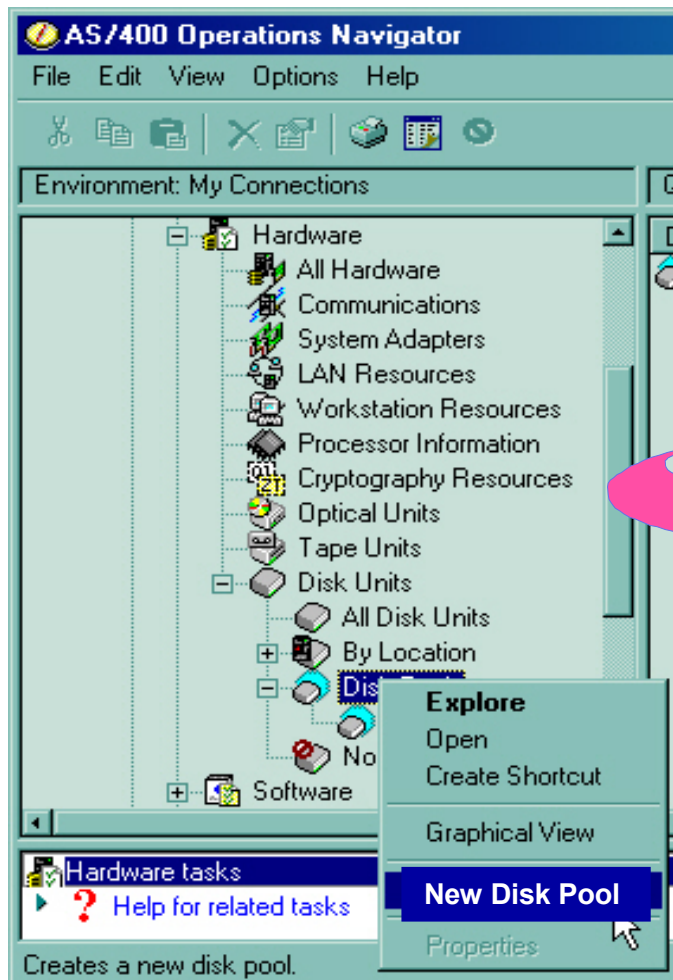 AS/400 Operations Navigator
File Edit View Options Help
Environment: My Connections
Hardware
All Hardware
Communications
System Adapters
LAN Resources
Workstation Resources
Processor Information
Cryptography Resources
Optical Units
Tape Units
Disk Units
All Disk Units
By Location
Explore
Open
Create Shortcut
Graphical View
New Disk Pool
Properties
Software
Hardware tasks
? Help for related tasks
Creates a new disk pool.